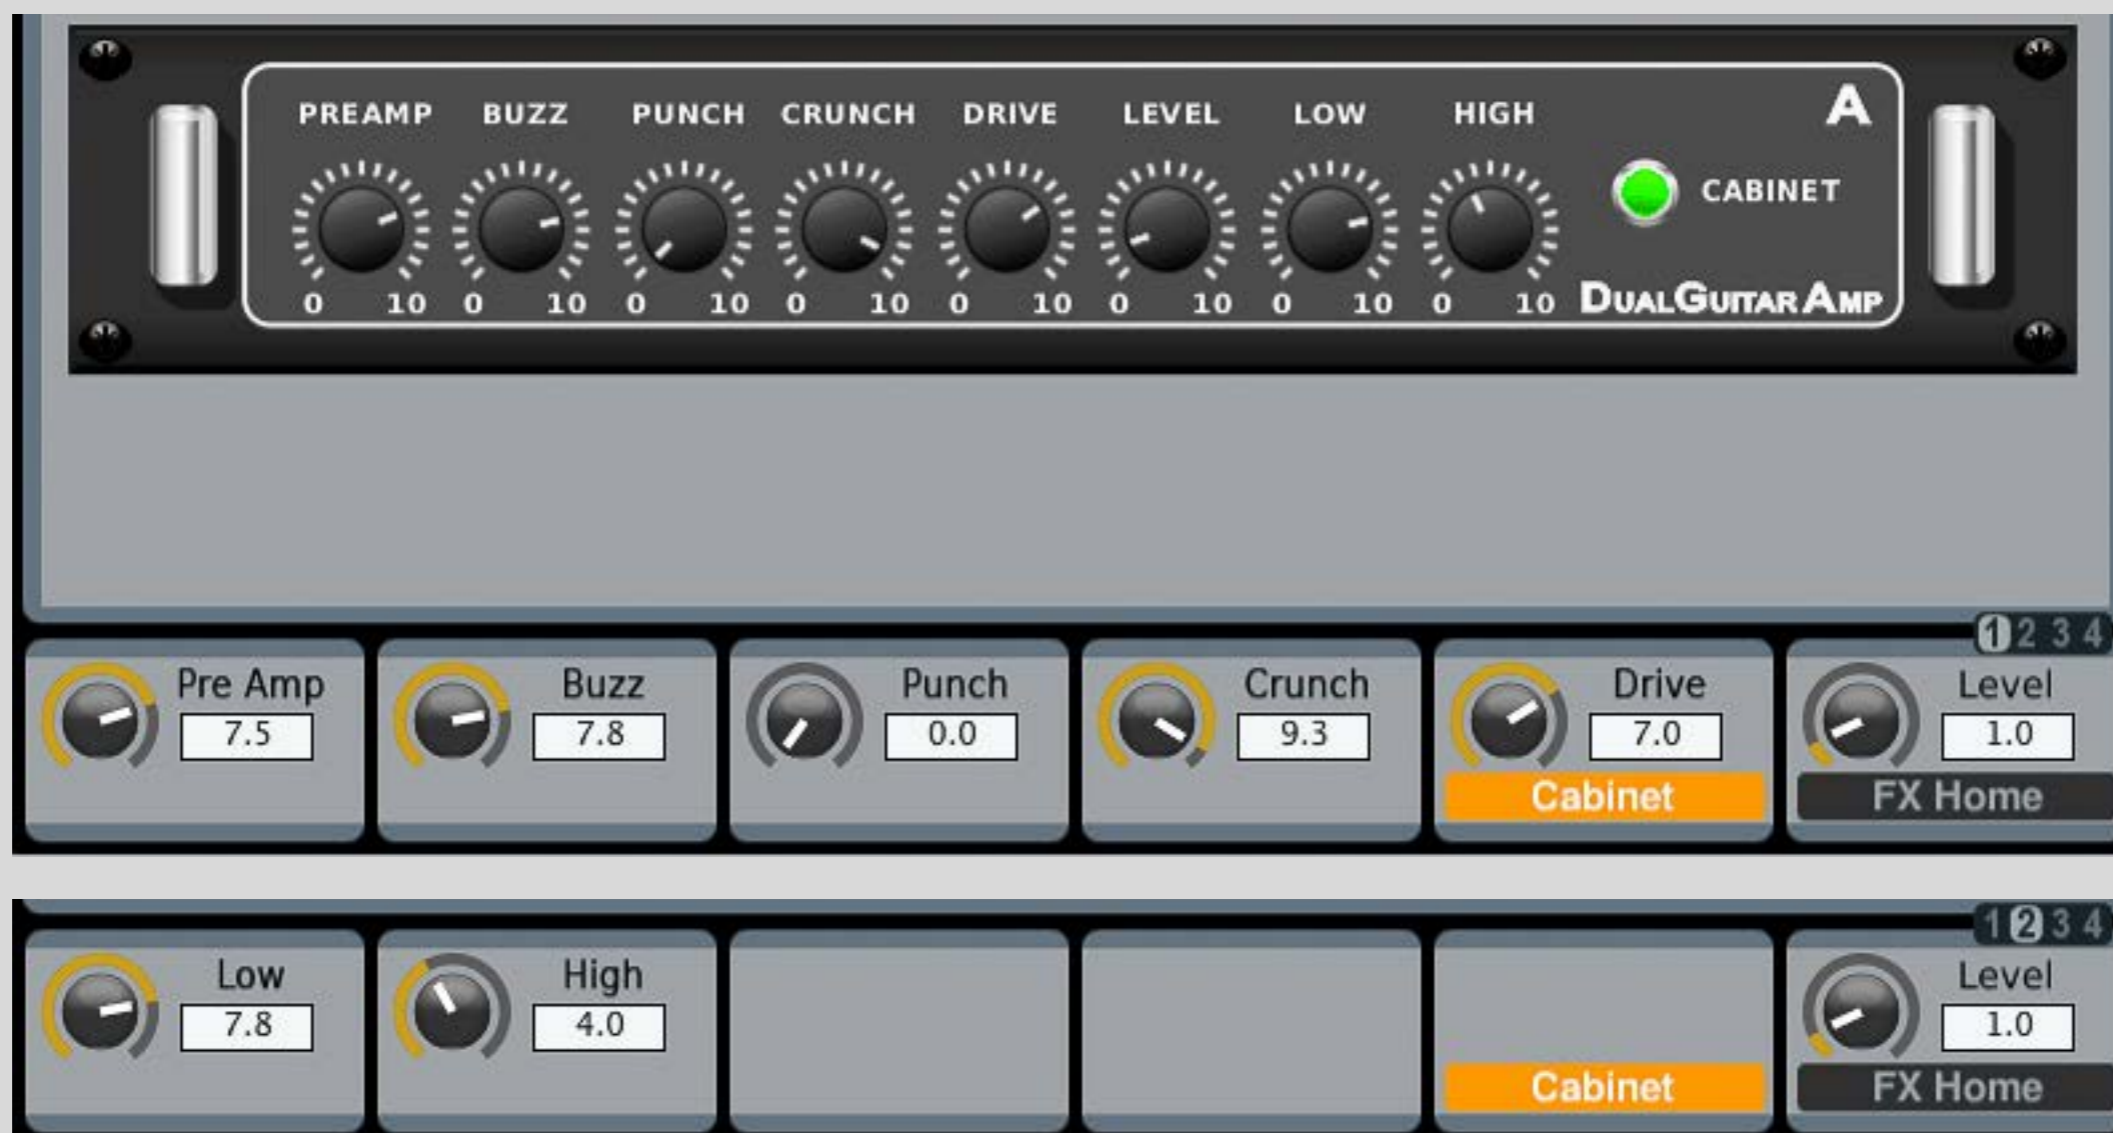 PREAMP BUZZ PUNCH CRUNCH DRIVE LEVEL LOW HIGH A
CABINET
0 10 0 10 0 10 0 10 0 10 0 10 0 10 0 10 DUALGUITAR AMP
1 2 3 4
Pre Amp Buzz Punch Crunch Drive Level
7.5 7.8 0.0 9.3 7.0 1.0
Cabinet FX Home
1 2 3 4
Low High Level
7.8 4.0 1.0
Cabinet FX Home